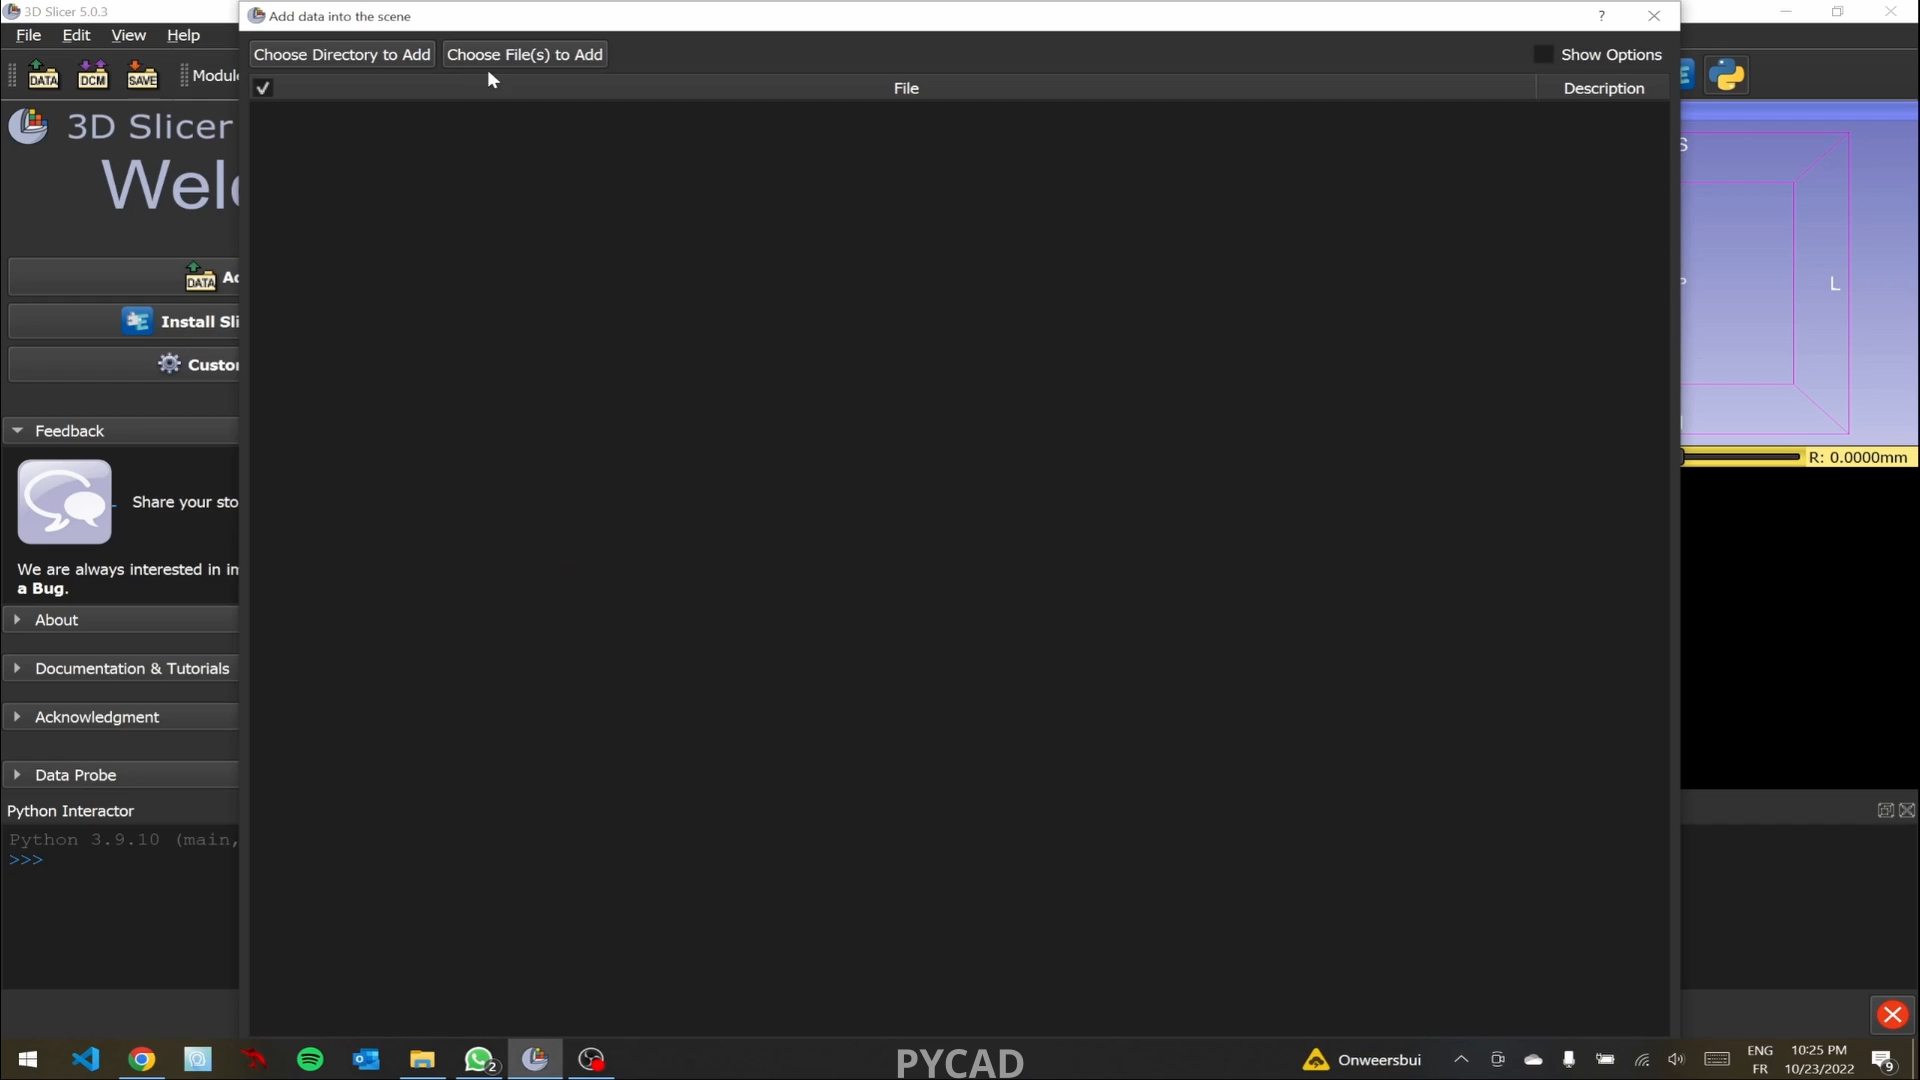 3D Slicer 5.0.3
Add data into the scene
?
File Edit View Help
Choose Directory to Add Choose File(s) to Add
Show Options
DATA DCM SAVE
File
Description
3D Slicer
S
L
DATA
Install Sli
Custo
Feedback
R: 0.0000mm
Share your sto
We are always interested in
a Bug.
About
Documentation & Tutorials
Acknowledgment
Data Probe
Python Interactor
Python 3.9.10 (main,
>>>
2
PYCAD
Onweersbui
ENG
FR
10:25 PM
10/23/2022
9